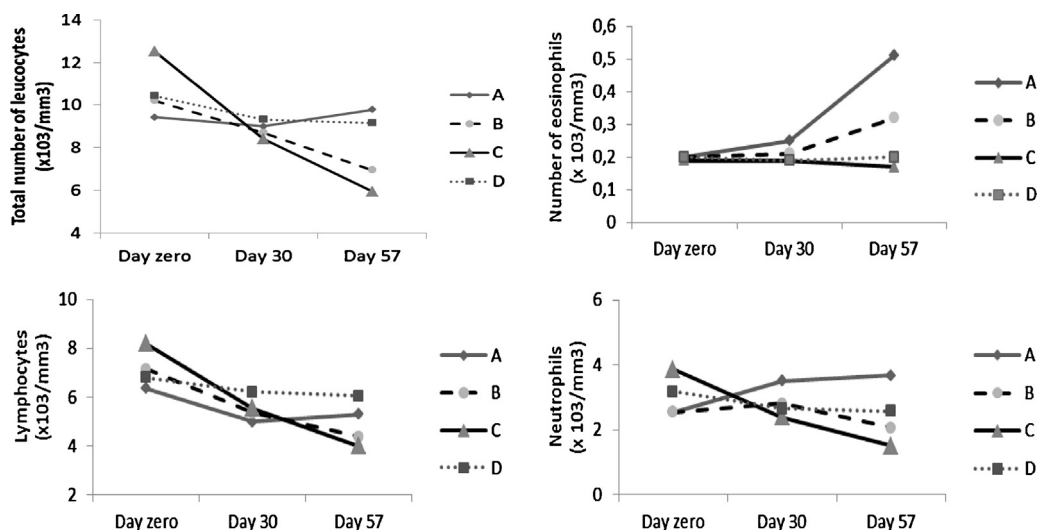 Total number of leucocytes
(x103/mm3)
14
12
10
8
6
4
Day zero Day 30 Day 57
A
B
C
D
Number of eosinophils
(x 103/mm3)
0,6
0,5
0,4
0,3
0,2
0,1
0
Day zero Day 30 Day 57
A
B
C
D
Lymphocytes
(x103/mm3)
10
8
6
4
2
Day zero Day 30 Day 57
A
B
C
D
Neutrophils
(x 103/mm3)
6
4
2
0
Day zero Day 30 Day 57
A
B
C
D